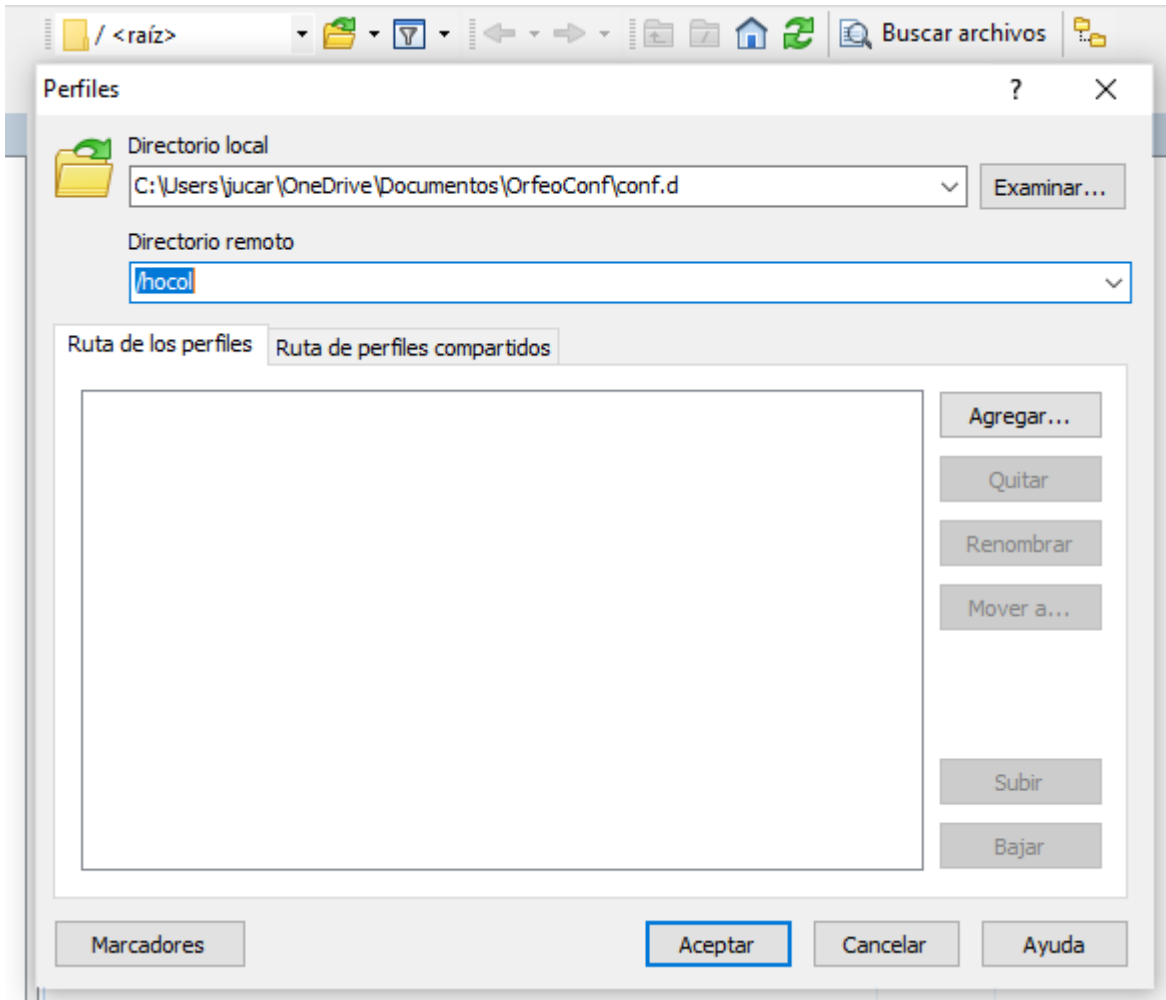 / <raíz>
Buscar archivos
Perfiles
?
Directorio local
C:\Users\jucar\OneDrive\Documentos\OrfeoConf\conf.d
Examinar...
Directorio remoto
/hocol
Ruta de los perfiles
Ruta de perfiles compartidos
Agregar...
Quitar
Renombrar
Mover a...
Subir
Bajar
Marcadores
Aceptar
Cancelar
Ayuda